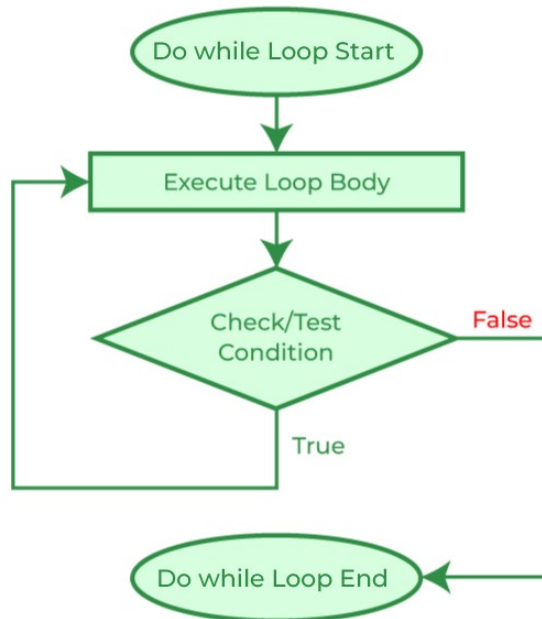 Do while Loop Start
Execute Loop Body
Check/Test
Condition
False
True
Do while Loop End